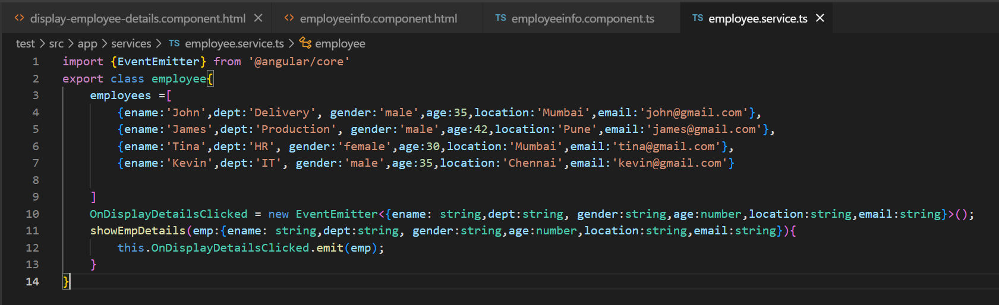 display-employee-details.component.html employeeinfo.component.html TS employeeinfo.component.ts TS employee.service.ts
test > src > app > services > TS employee.service.ts > employee
1 import {EventEmitter} from '@angular/core'
2 export class employee{
3 employees =[
4 {ename:'John',dept:'Delivery', gender:'male',age:35,location:'Mumbai',email:'john@gmail.com'},
5 {ename:'James',dept:'Production', gender:'male',age:42,location:'Pune',email:'james@gmail.com'},
6 {ename:'Tina',dept:'HR', gender:'female',age:30,location:'Mumbai',email:'tina@gmail.com'},
7 {ename:'Kevin',dept:'IT', gender:'male',age:35,location:'Chennai',email:'kevin@gmail.com'}
8
9 ]
10 OnDisplayDetailsClicked = new EventEmitter<{ename: string,dept:string, gender:string,age:number,location:string,email:string}>();
11 showEmpDetails(emp:{ename: string,dept:string, gender:string,age:number,location:string,email:string}){
12 this.OnDisplayDetailsClicked.emit(emp);
13 }
14 }